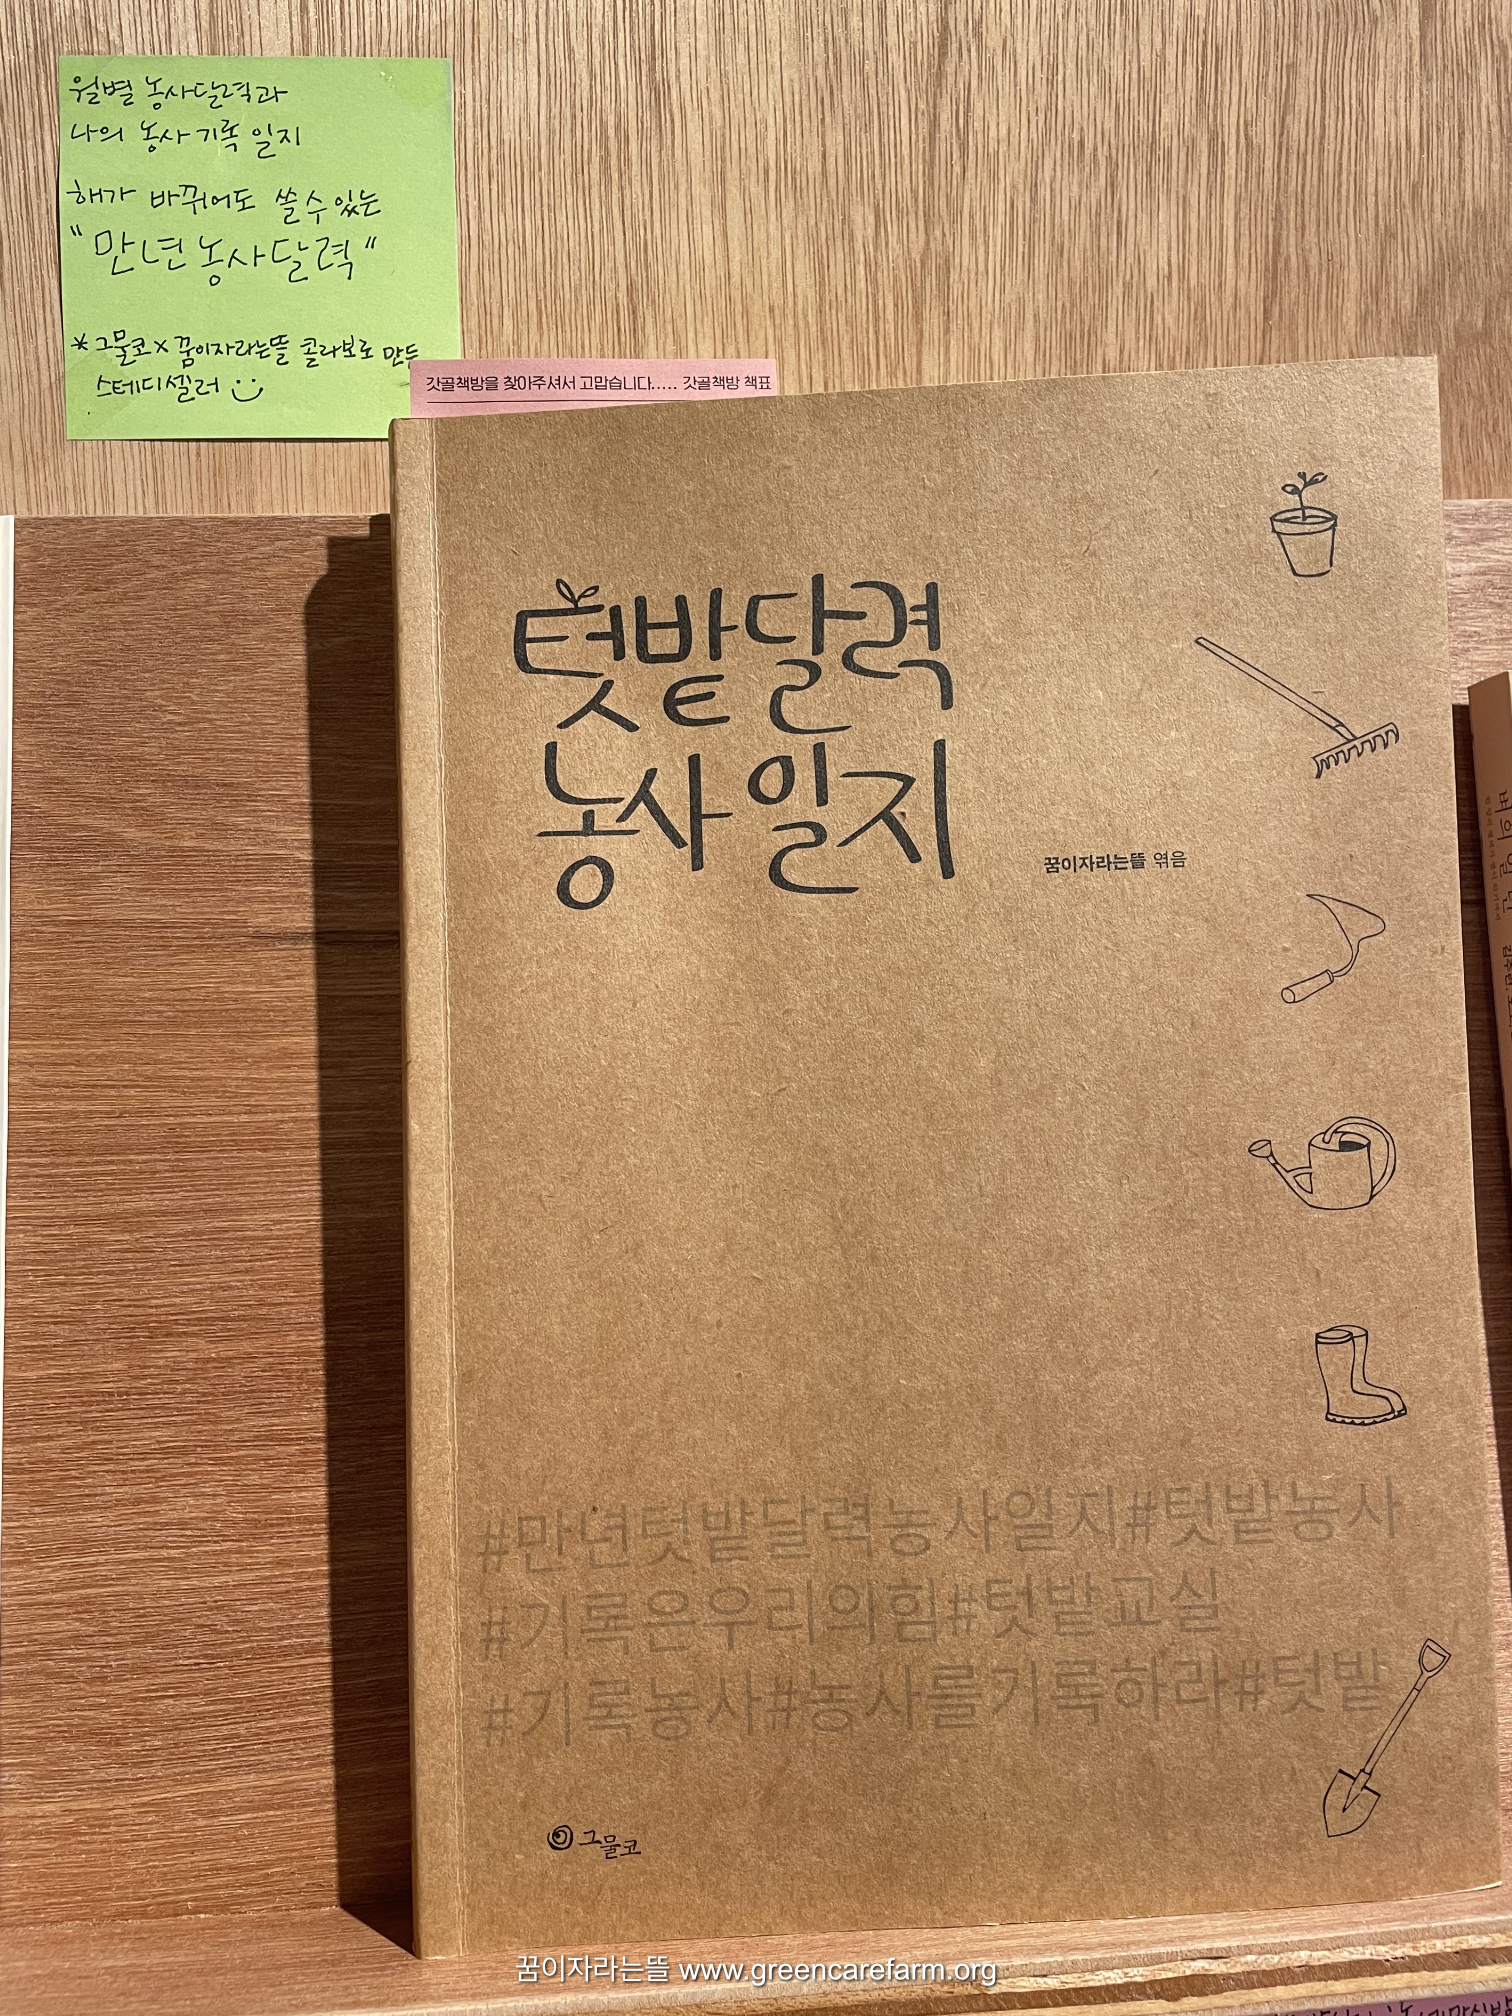 월별 농사달력과
나의 농사 기록 일지
해가 바뀌어도 쓸 수 있는
"만년 농사달력"
* 그물코 x 꿈이자라는뜰 콜라보로 만든
스테디셀러
갓골책방을 찾아주셔서 고맙습니다..... 갓골책방 책표
텃밭달력
농사일지
꿈이자라는뜰 엮음
#만년텃밭달력농사일지#텃밭농사
#기록은우리의힘#텃밭교실
#기록농사#농사를기록하라#텃밭
그물코
꿈이자라는뜰 www.greencarefarm.org